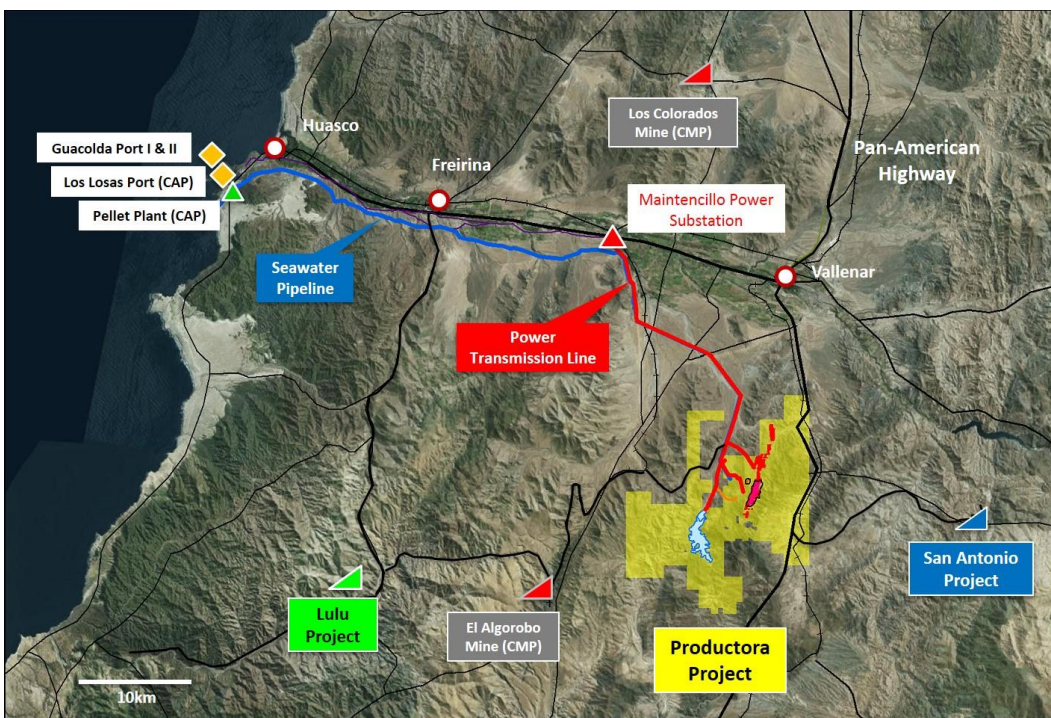 Los Colorados
Mine (CMP)
Huasco
Guacolda Port I & II
Los Losas Port (CAP)
Pellet Plant (CAP)
Freirina
Pan-American
Highway
Maintencillo Power
Substation
Seawater
Pipeline
Vallenar
Power
Transmission Line
San Antonio
Project
Lulu
Project
El Algorobo
Mine (CMP)
Productora
Project
10km